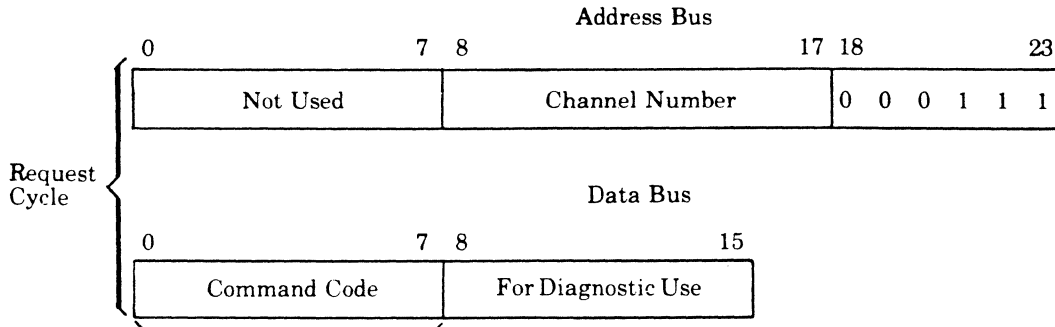 Address Bus
0 7 8 17 18 23
Not Used Channel Number 0 0 0 1 1 1
Request
Cycle
Data Bus
0 7 8 15
Command Code For Diagnostic Use